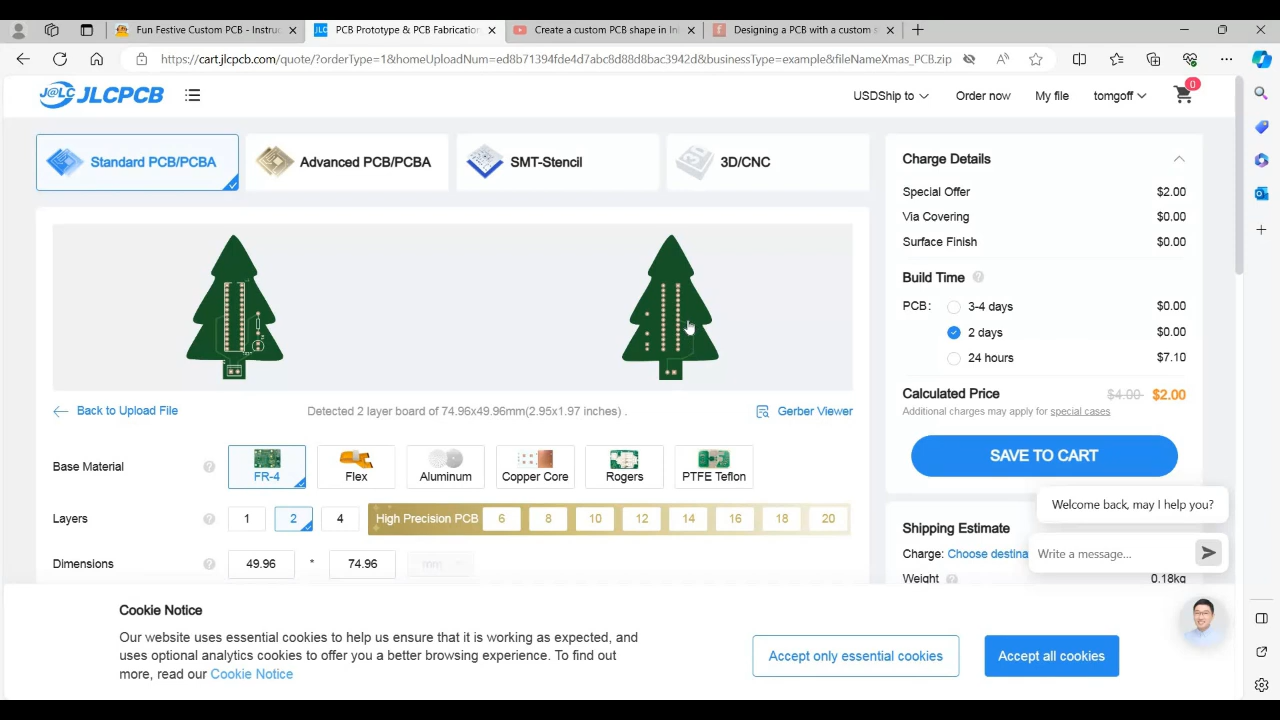 Fun Festive Custom PCB - Instruc
PCB Prototype & PCB Fabrication
Create a custom PCB shape in In
Designing a PCB with a custom s
https://cart.jlcpcb.com/quote/?orderType=1&homeUploadNum=ed8b71394fde4d7abc8d88d8bac3942d&businessType=example&fileNameXmas_PCB.zip
J@LC JLCPCB
USDShip to
Order now
My file
tomgoff
0
Standard PCB/PCBA
Advanced PCB/PCBA
SMT-Stencil
3D/CNC
Charge Details
Special Offer $2.00
Via Covering $0.00
Surface Finish $0.00
Build Time
PCB: 3-4 days $0.00
2 days $0.00
24 hours $7.10
Calculated Price $4.00 $2.00
Additional charges may apply for special cases
SAVE TO CART
Back to Upload File
Detected 2 layer board of 74.96x49.96mm(2.95x1.97 inches) .
Gerber Viewer
Base Material
FR-4
Flex
Aluminum
Copper Core
Rogers
PTFE Teflon
Layers
1 2 4 High Precision PCB 6 8 10 12 14 16 18 20
Dimensions
49.96 * 74.96 mm
Welcome back, may I help you?
Shipping Estimate
Charge: Choose destina
Write a message...
Weight 0.18kg
Cookie Notice
Our website uses essential cookies to help us ensure that it is working as expected, and
uses optional analytics cookies to offer you a better browsing experience. To find out
more, read our Cookie Notice
Accept only essential cookies
Accept all cookies